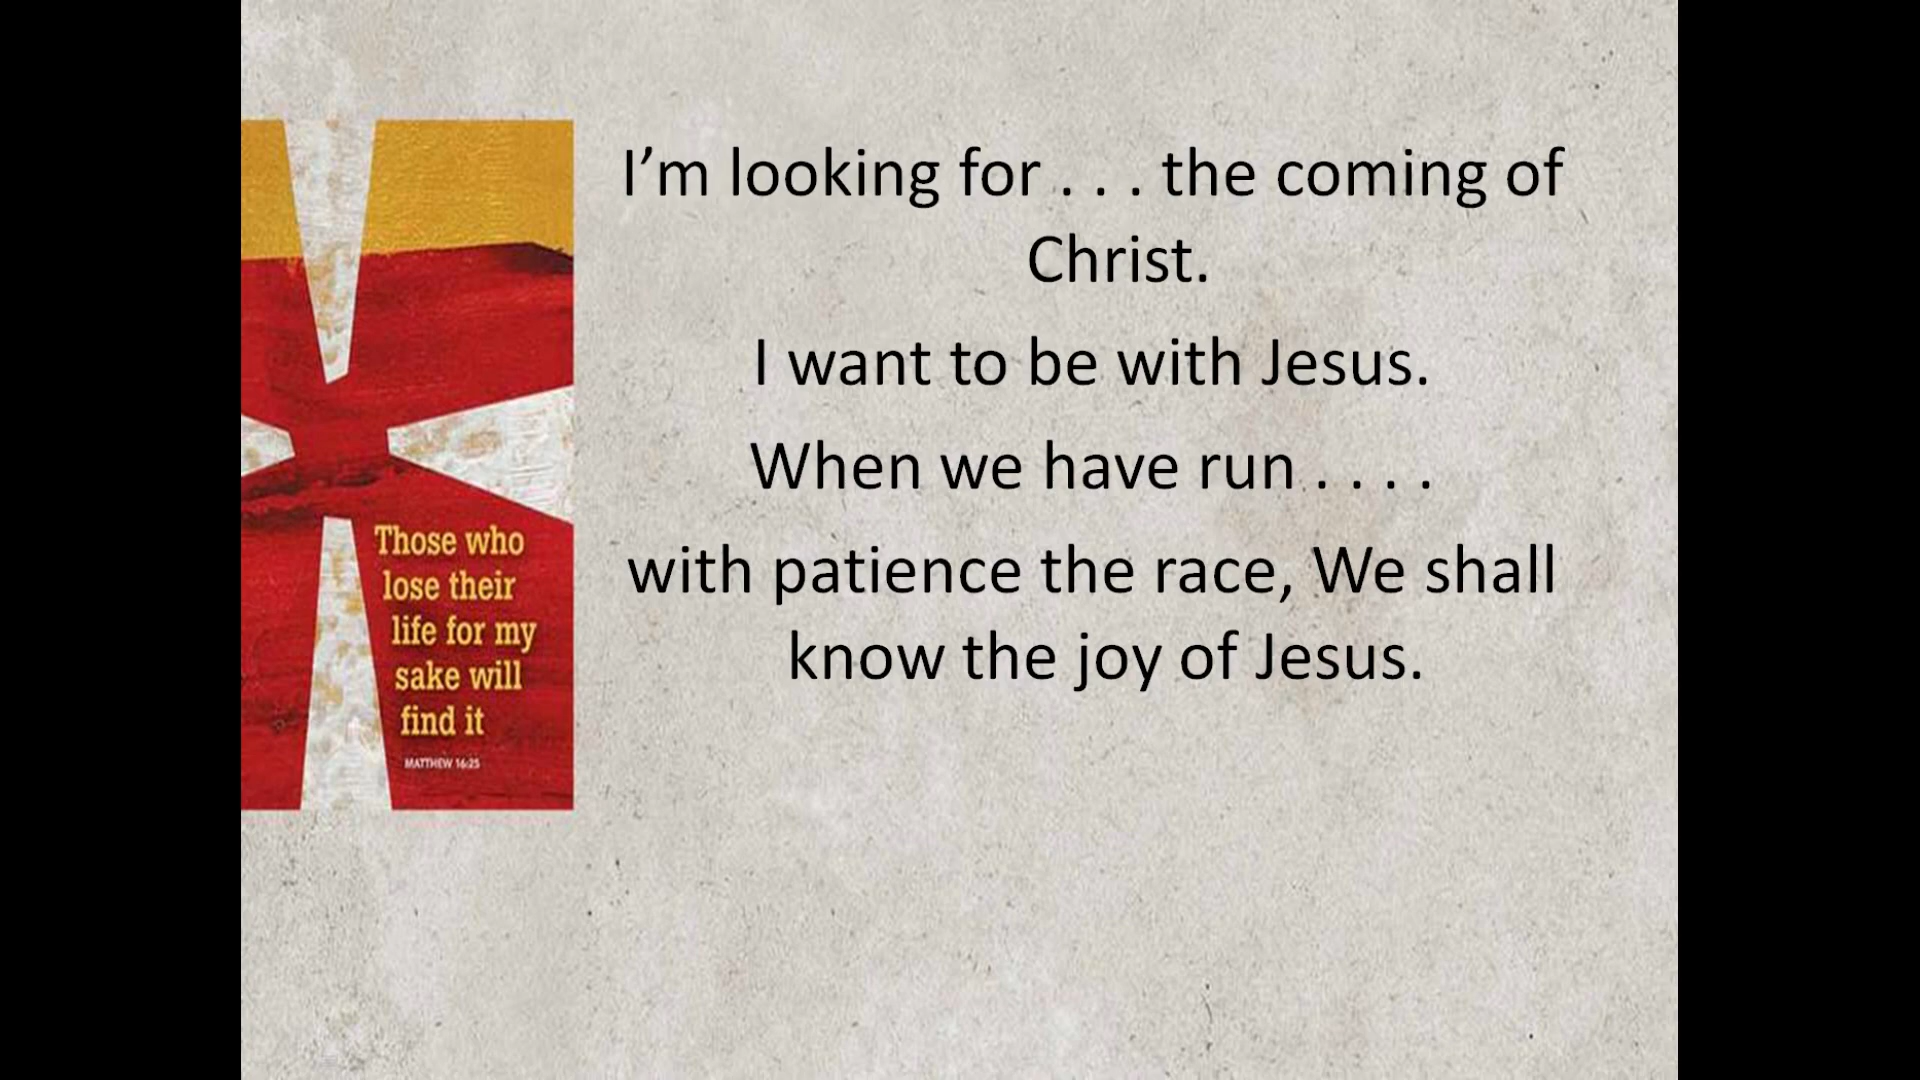 I’m looking for . . . the coming of
Christ.
I want to be with Jesus.
When we have run . . . .
with patience the race, We shall
know the joy of Jesus.
Those who
lose their
life for my
sake will
find it
MATTHEW 16:25